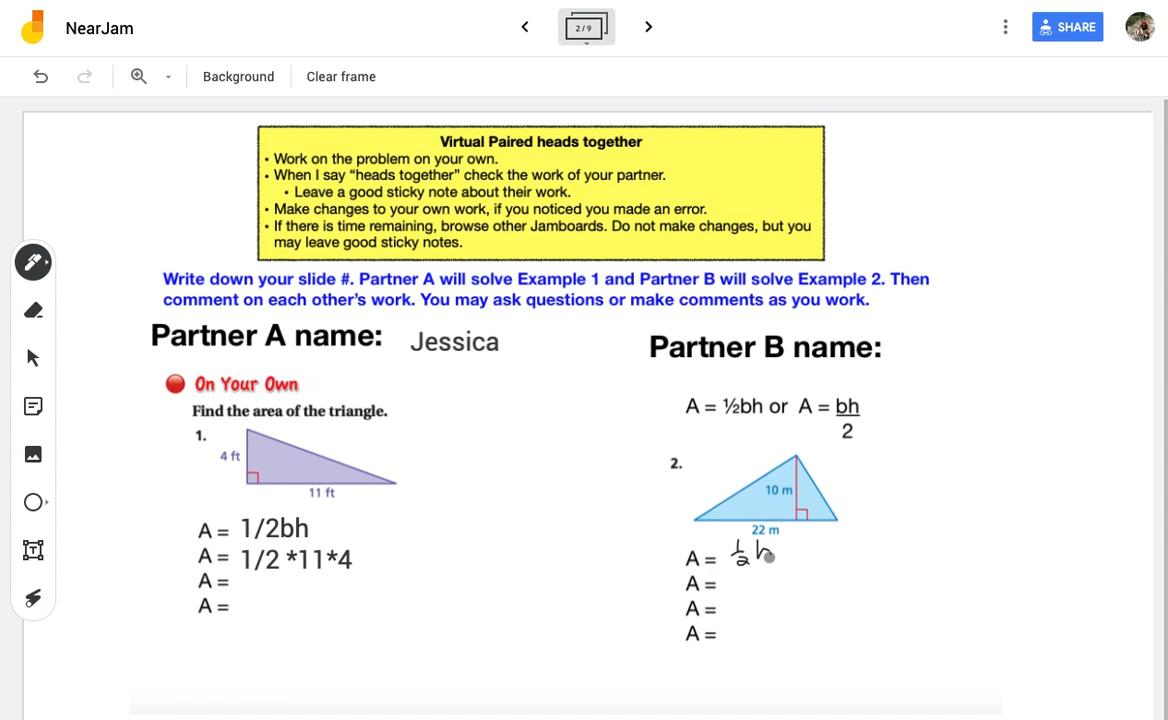 NearJam
2/9
SHARE
Background
Clear frame
Virtual Paired heads together
• Work on the problem on your own.
• When I say “heads together” check the work of your partner.
• Leave a good sticky note about their work.
• Make changes to your own work, if you noticed you made an error.
• If there is time remaining, browse other Jamboards. Do not make changes, but you
may leave good sticky notes.
Write down your slide #. Partner A will solve Example 1 and Partner B will solve Example 2. Then
comment on each other’s work. You may ask questions or make comments as you work.
Partner A name: Jessica
On Your Own
Find the area of the triangle.
1.
4 ft
11 ft
A = 1/2bh
A = 1/2 *11*4
A =
A =
Partner B name:
A = ½bh or A = bh
2
2.
10 m
22 m
A = 1/2
A =
A =
A =